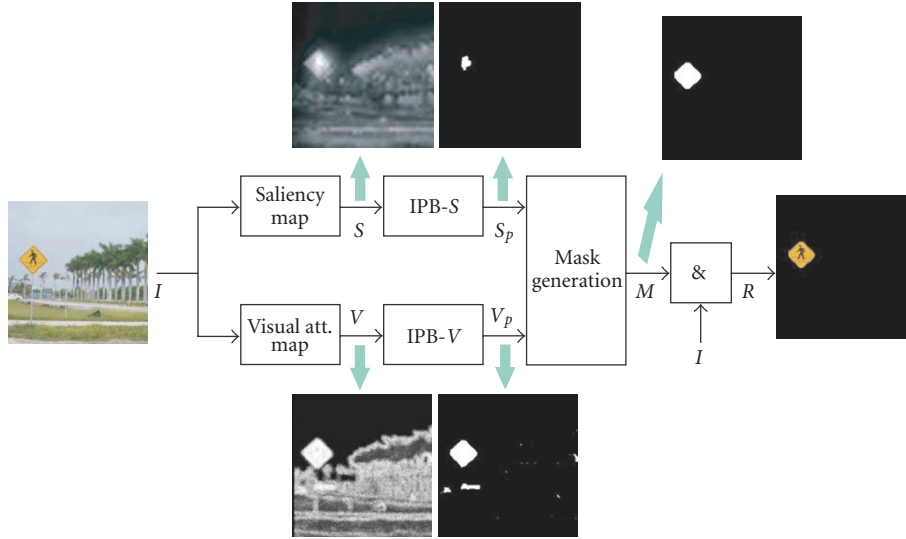 Saliency
map
S
IPB-S
S_p
I
Visual att.
map
V
IPB-V
V_p
Mask
generation
M
&
I
R